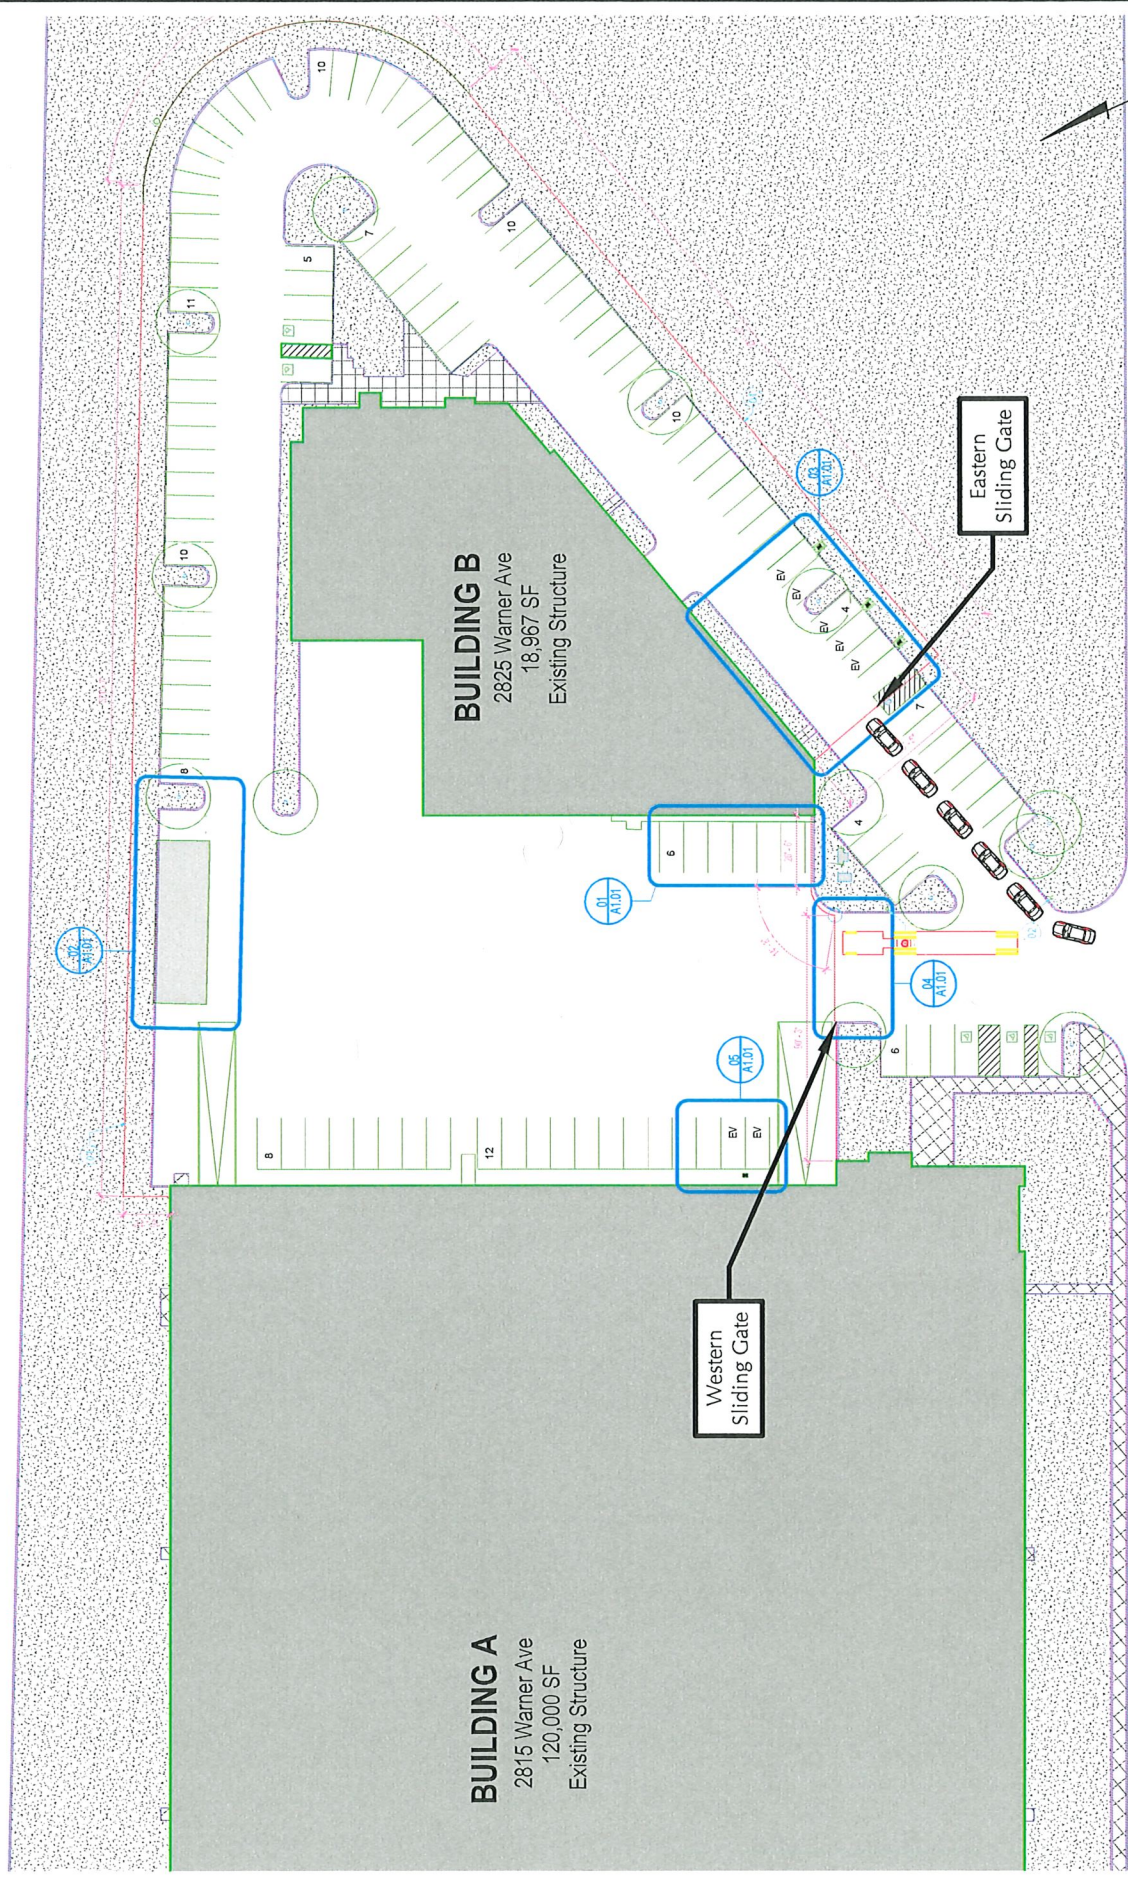 BUILDING A
2815 Warner Ave
120,000 SF
Existing Structure
BUILDING B
2825 Warner Ave
18,967 SF
Existing Structure
Western
Sliding Gate
Eastern
Sliding Gate
01
A1.01
02
A1.01
03
A1.01
04
A1.01
05
A1.01
8
12
EV
EV
6
6
4
7
4
EV
EV
EV
EV
EV
10
10
10
7
5
11
10
8
02